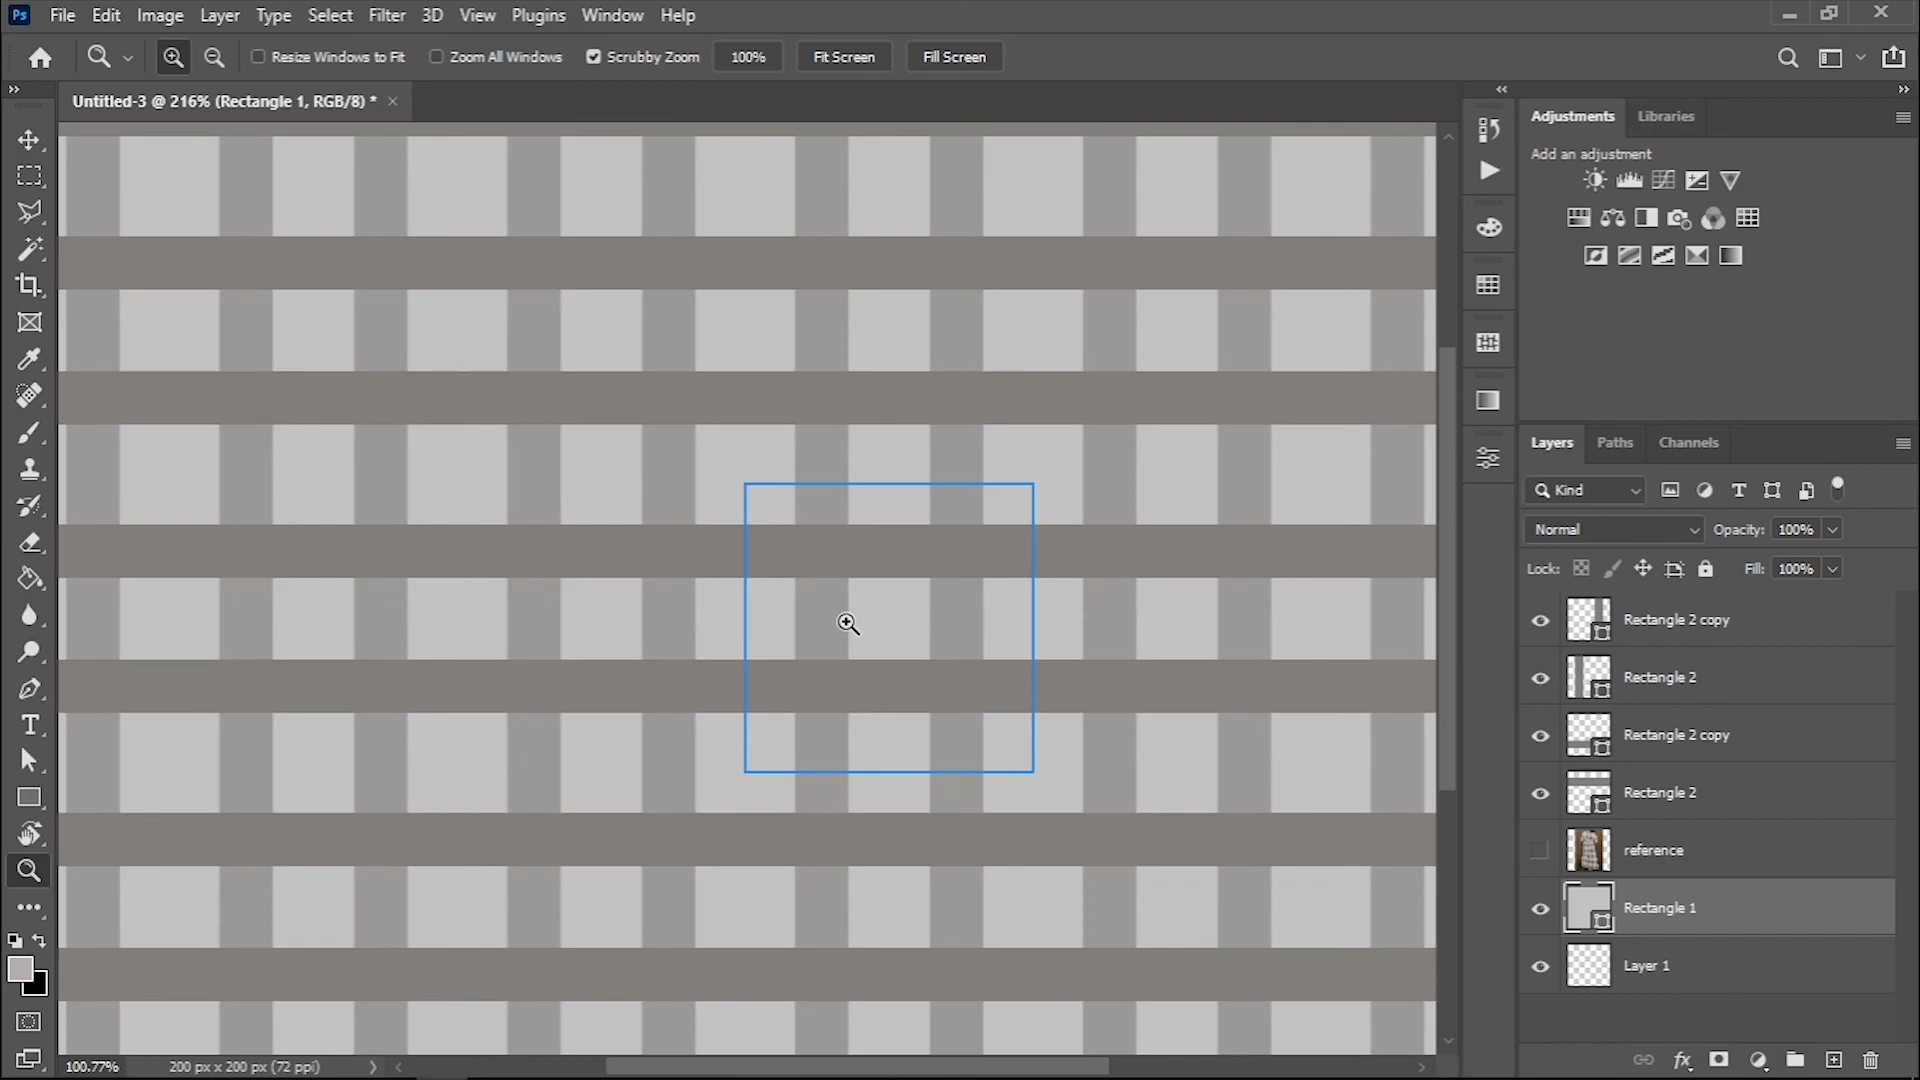 Ps File Edit Image Layer Type Select Filter 3D View Plugins Window Help
Resize Windows to Fit Zoom All Windows Scrubby Zoom 100% Fit Screen Fill Screen
Untitled-3 @ 216% (Rectangle 1, RGB/8) *
Adjustments Libraries
Add an adjustment
Layers Paths Channels
Kind
Normal Opacity: 100%
Lock: Fill: 100%
Rectangle 2 copy
Rectangle 2
Rectangle 2 copy
Rectangle 2
reference
Rectangle 1
Layer 1
100.77% 200 px x 200 px (72 ppi)